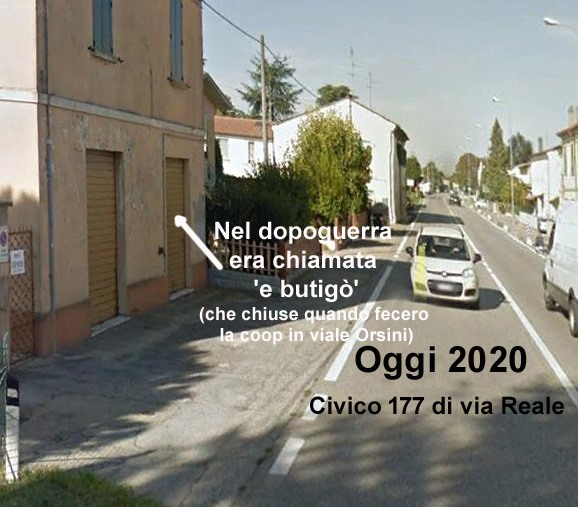 Nel dopoguerra
era chiamata
'e butigò'
(che chiuse quando fecero
la coop in viale Orsini)
Oggi 2020
Civico 177 di via Reale